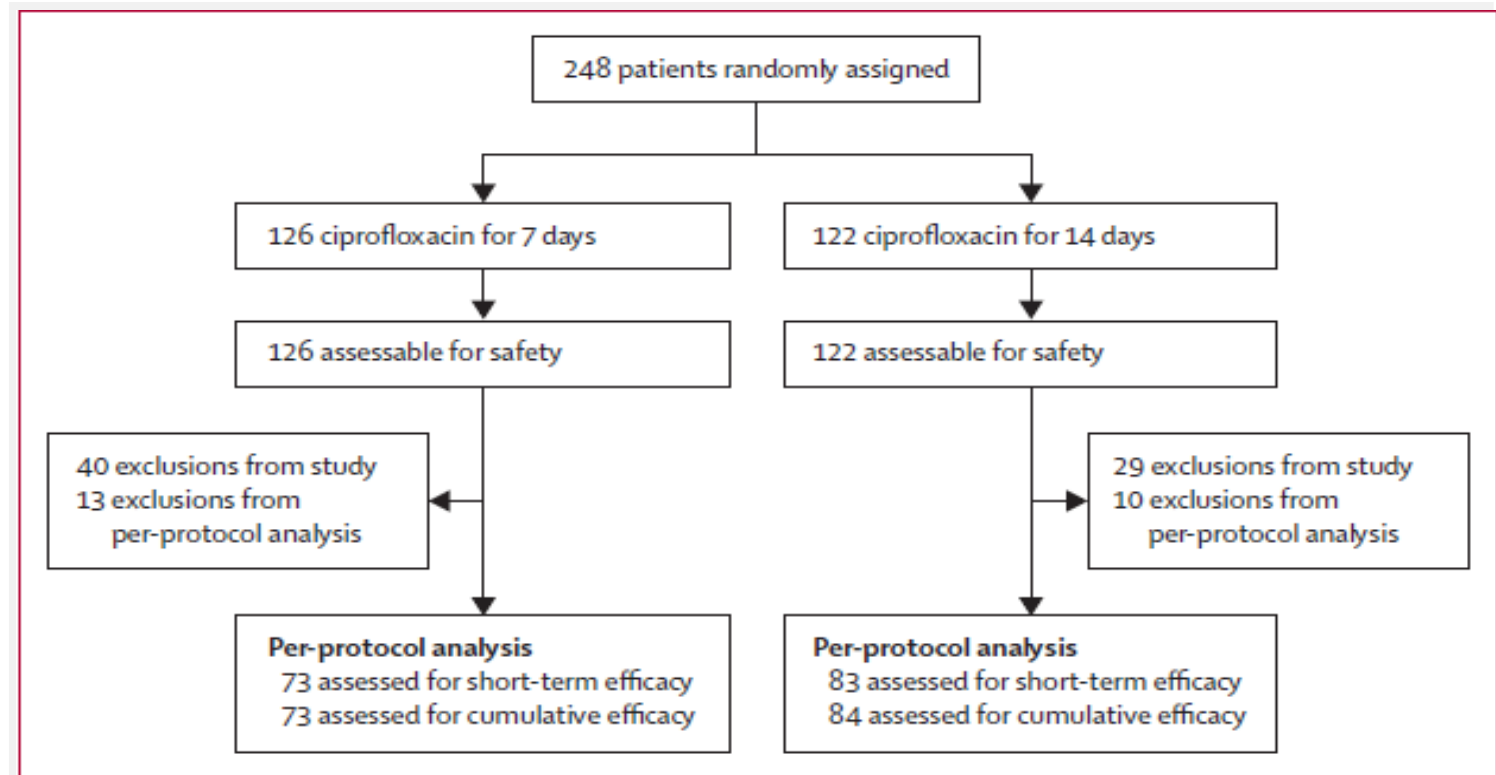 248 patients randomly assigned
126 ciprofloxacin for 7 days
122 ciprofloxacin for 14 days
126 assessable for safety
122 assessable for safety
40 exclusions from study
13 exclusions from
per-protocol analysis
29 exclusions from study
10 exclusions from
per-protocol analysis
Per-protocol analysis
73 assessed for short-term efficacy
73 assessed for cumulative efficacy
Per-protocol analysis
83 assessed for short-term efficacy
84 assessed for cumulative efficacy